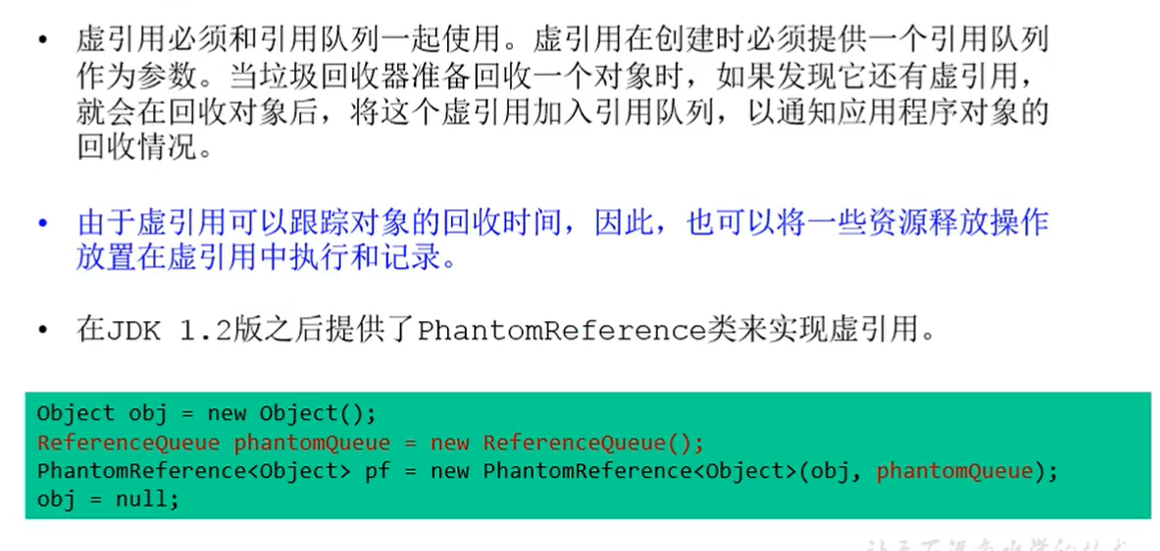 • 虚引用必须和引用队列一起使用。虚引用在创建时必须提供一个引用队列
作为参数。当垃圾回收器准备回收一个对象时，如果发现它还有虚引用，
就会在回收对象后，将这个虚引用加入引用队列，以通知应用程序对象的
回收情况。
• 由于虚引用可以跟踪对象的回收时间，因此，也可以将一些资源释放操作
放置在虚引用中执行和记录。
• 在JDK 1.2版之后提供了PhantomReference类来实现虚引用。
Object obj = new Object();
ReferenceQueue phantomQueue = new ReferenceQueue();
PhantomReference<Object> pf = new PhantomReference<Object>(obj, phantomQueue);
obj = null;